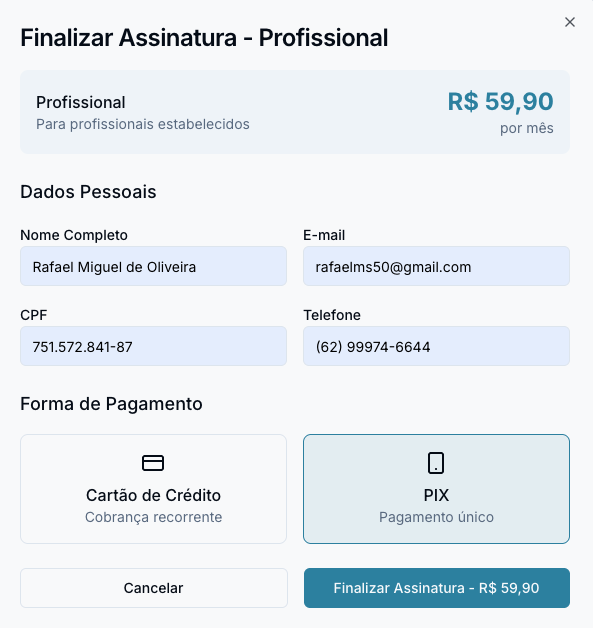 Finalizar Assinatura - Profissional
Profissional
R$ 59,90
Para profissionais estabelecidos
por mês
Dados Pessoais
Nome Completo
E-mail
Rafael Miguel de Oliveira
rafaelms50@gmail.com
CPF
Telefone
751.572.841-87
(62) 99974-6644
Forma de Pagamento
Cartão de Crédito
Cobrança recorrente
PIX
Pagamento único
Cancelar
Finalizar Assinatura - R$ 59,90